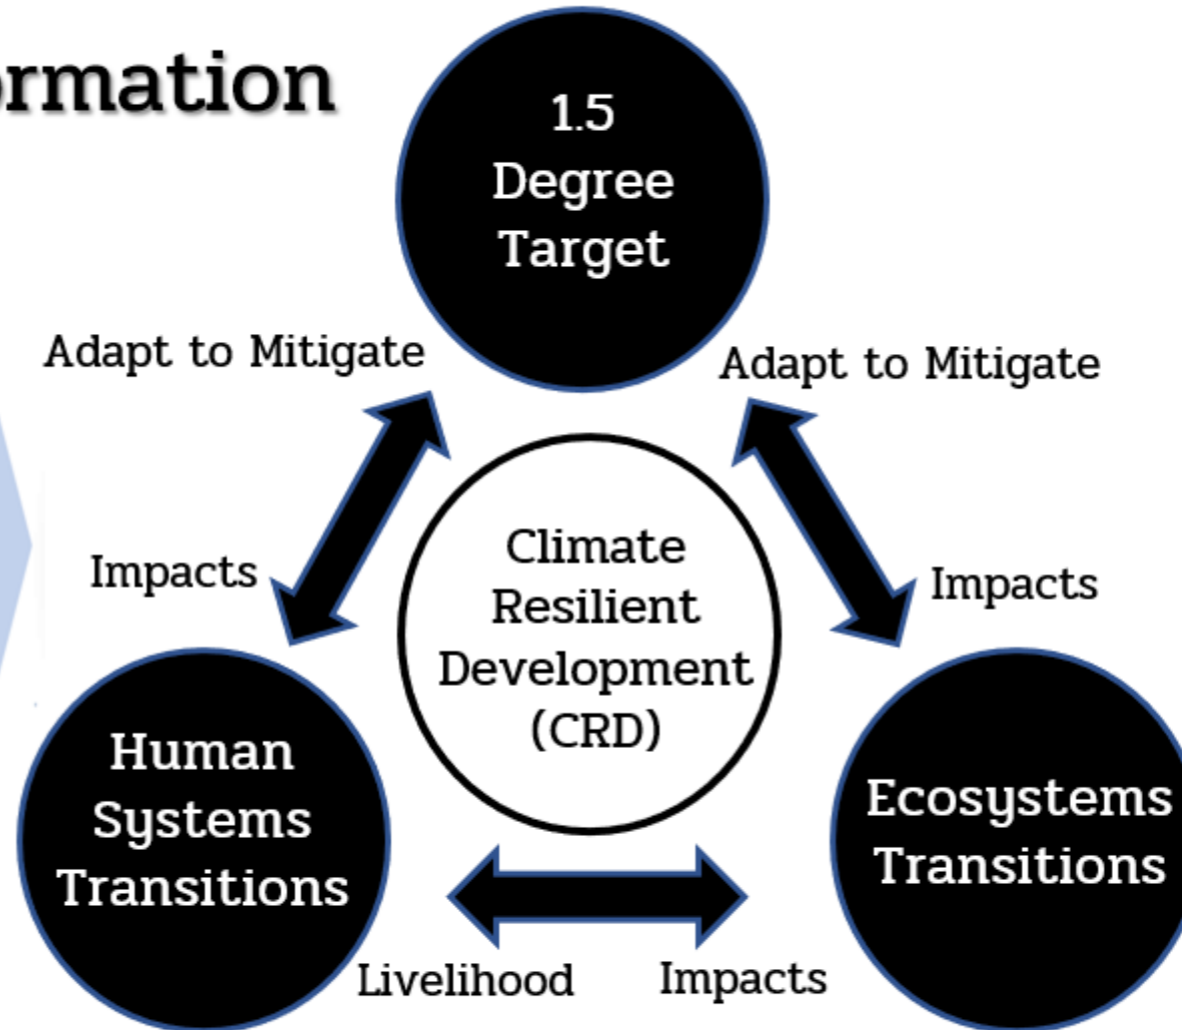 ormation
1.5
Degree
Target
Adapt to Mitigate
Adapt to Mitigate
Impacts
Impacts
Climate
Resilient
Development
(CRD)
Human
Systems
Transitions
Ecosystems
Transitions
Livelihood
Impacts